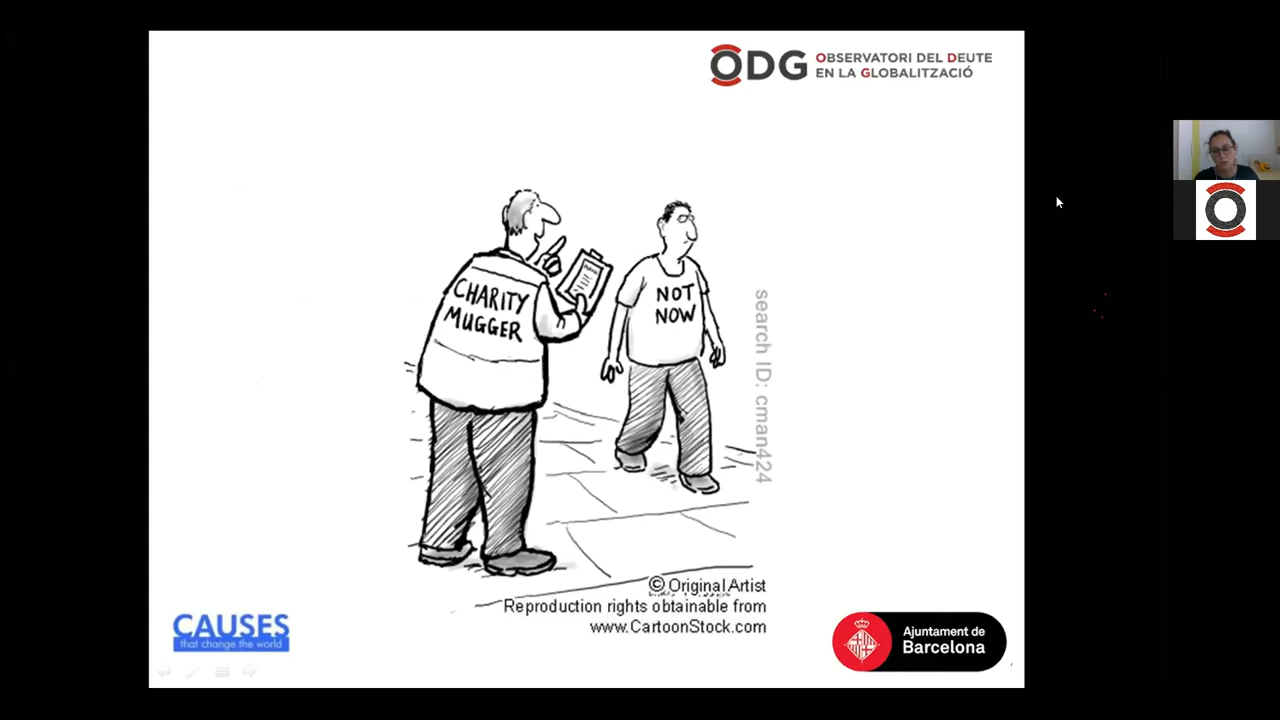 ODG
OBSERVATORI DEL DEUTE
EN LA GLOBALITZACIÓ
CHARITY
MUGGER
NOT
NOW
search ID: cman424
© Original Artist
Reproduction rights obtainable from
www.CartoonStock.com
CAUSES
that change the world
Ajuntament de
Barcelona